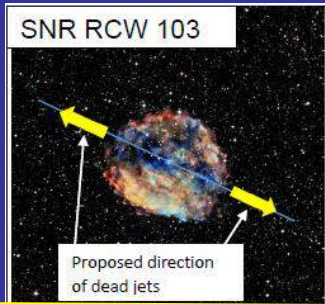 SNR RCW 103
Proposed direction
of dead jets